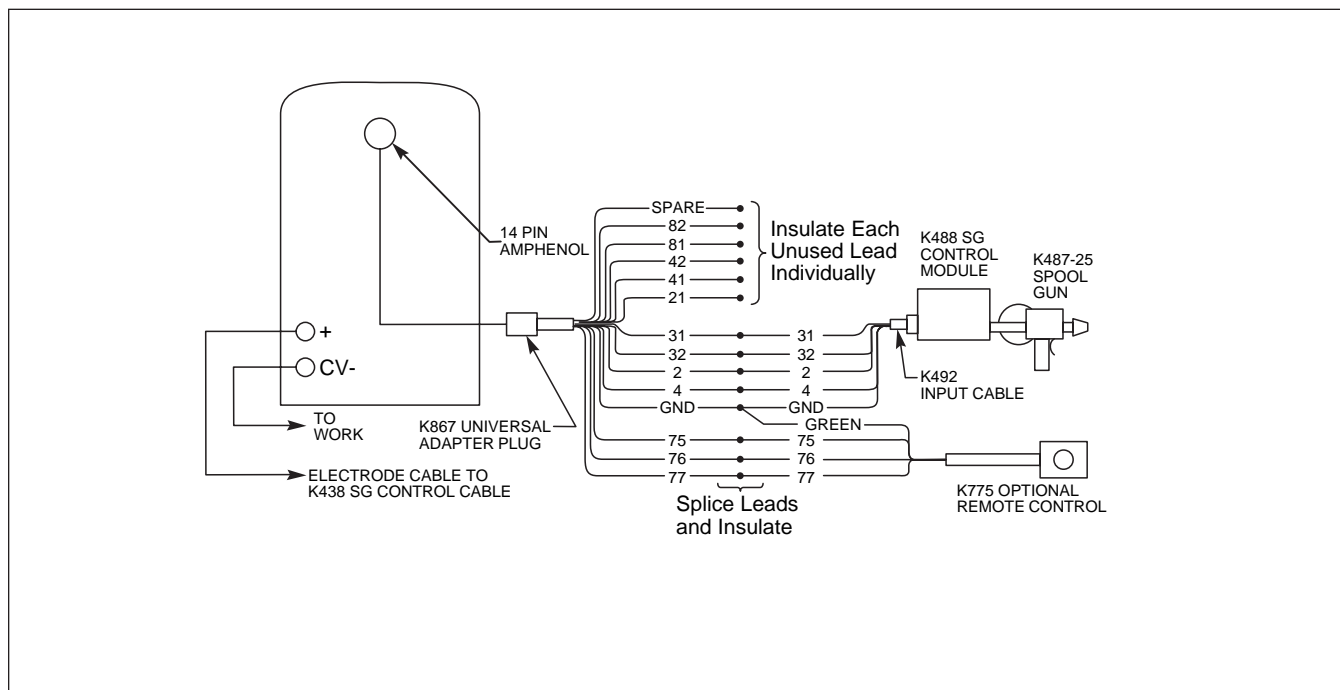 14 PIN
AMPHENOL
+
CV-
TO
WORK
ELECTRODE CABLE TO
K438 SG CONTROL CABLE
K867 UNIVERSAL
ADAPTER PLUG
SPARE
82
81
42
41
21
Insulate Each
Unused Lead
Individually
31 31
32 32
2 2
4 4
GND GND
GREEN
75 75
76 76
77 77
Splice Leads
and Insulate
K488 SG
CONTROL
MODULE
K487-25
SPOOL
GUN
K492
INPUT CABLE
K775 OPTIONAL
REMOTE CONTROL